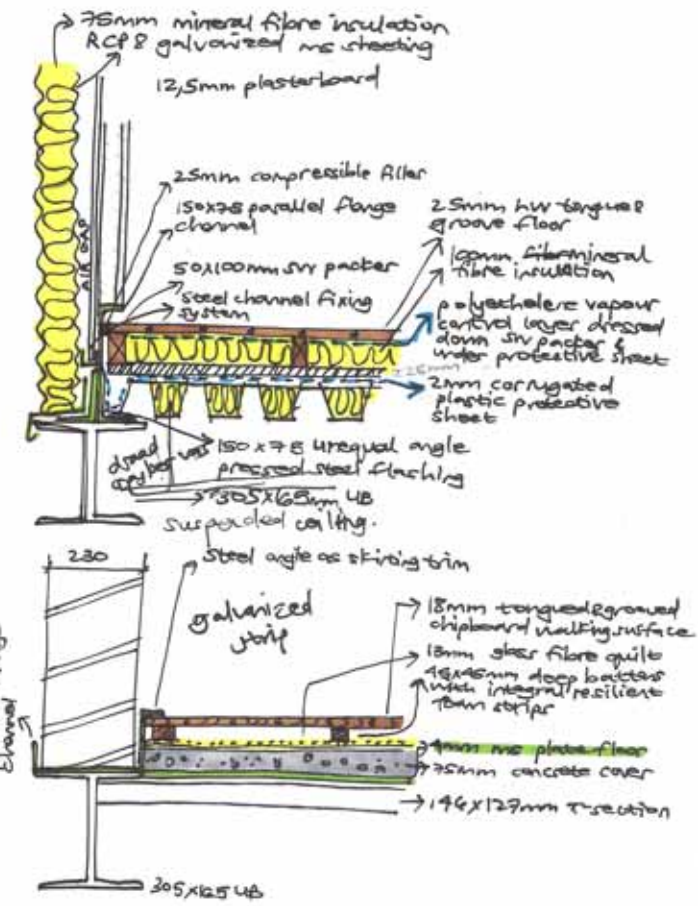 75mm mineral fibre insulation
RCP8 galvanized ms sheeting
12,5mm plasterboard
AIR GAP
25mm compressible filler
150x75 parallel flange
channel
50x100mm sw packer
steel channel fixing
system
25mm hw tongue &
groove floor
100mm mineral
fibre insulation
polyethelene vapour
control layer dressed
down sw packer &
under protective sheet
2mm corrugated
plastic protective
sheet
150x75 unequal angle
pressed steel flashing
305x165mm UB
suspended ceiling.
230
steel angle as skirting trim
galvanized
strip
18mm tongued&grooved
chipboard walking surface
13mm glass fibre quilt
45x45mm deep battens
with integral resilient
foam strips
ms plate floor
75mm concrete cover
146x127mm T-section
channel
305x165 UB